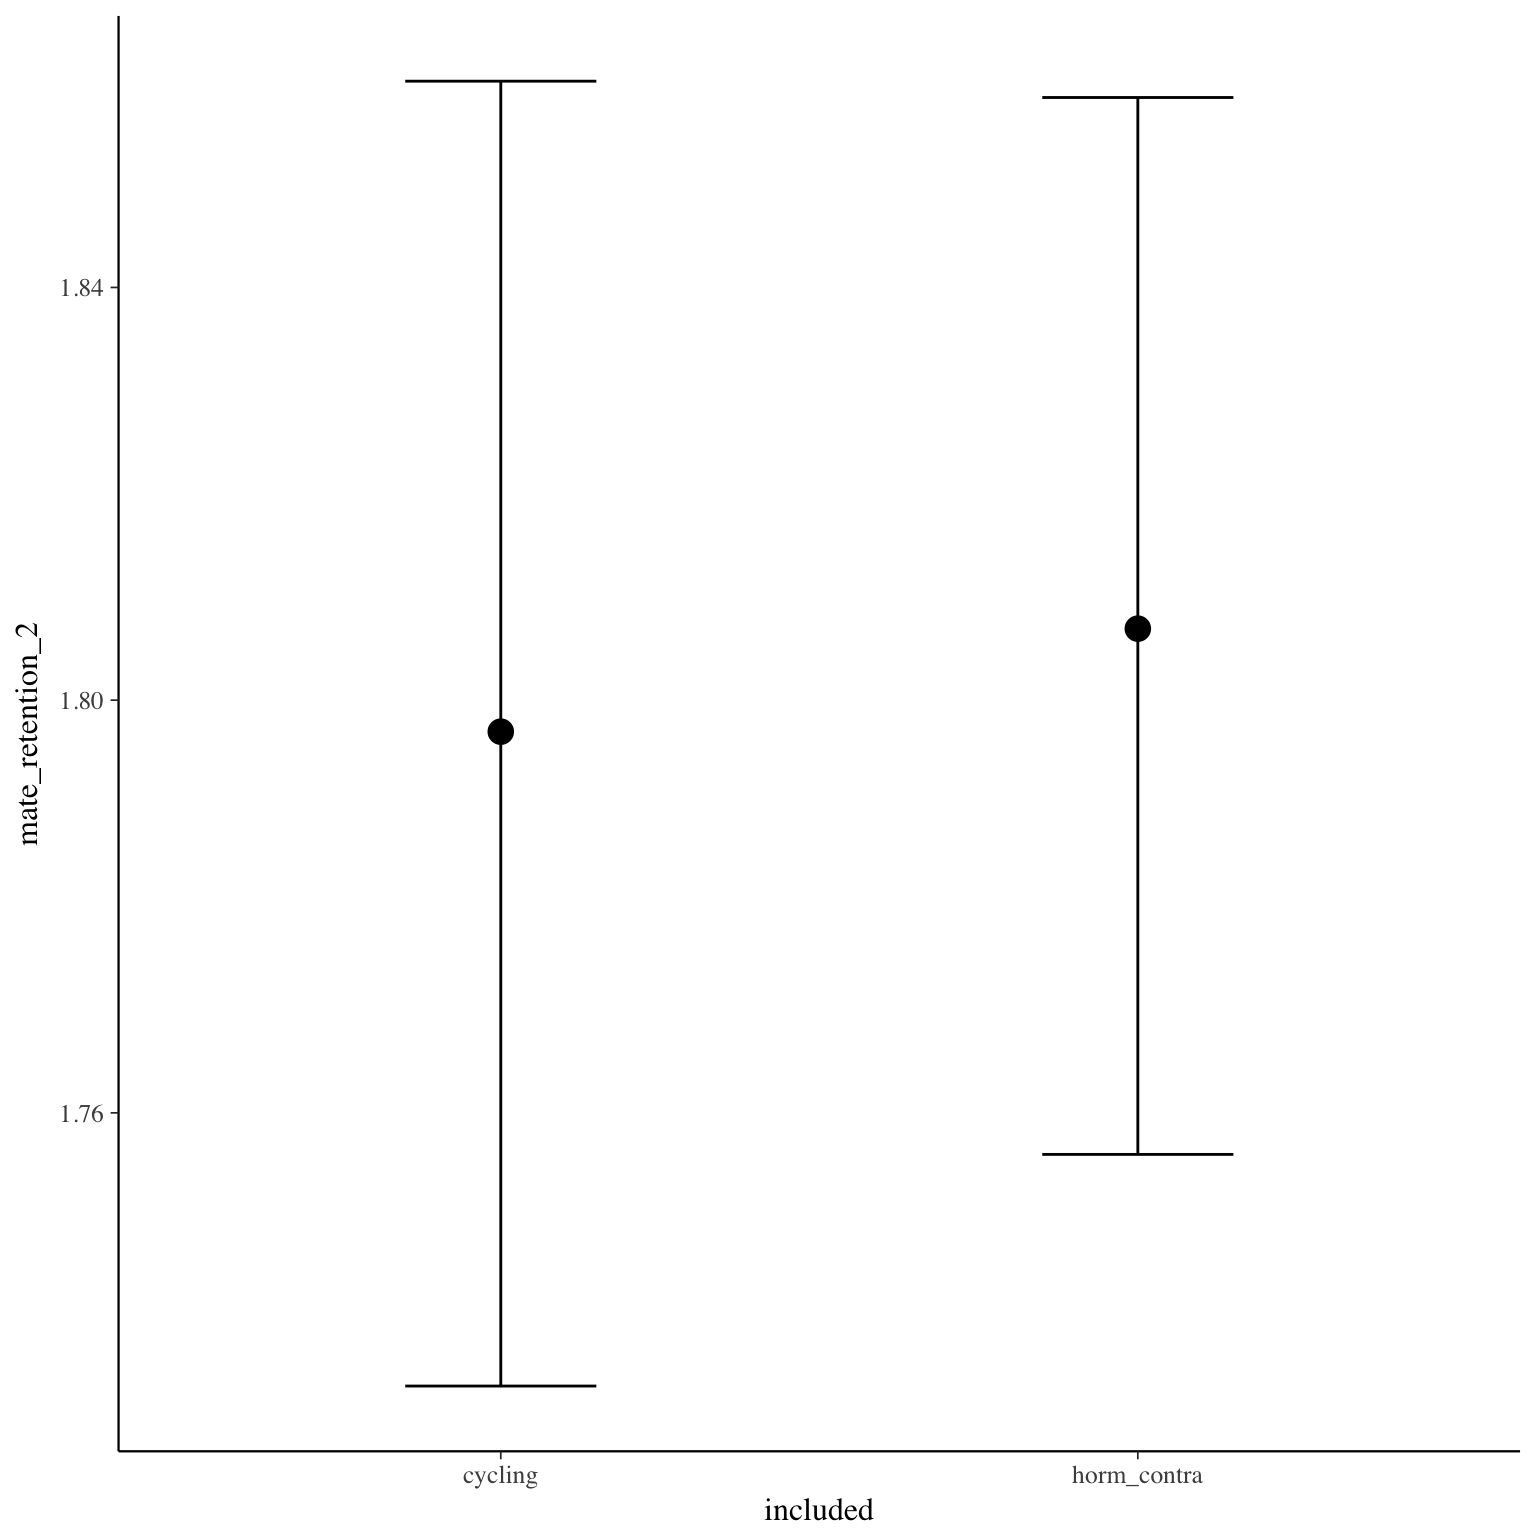 mate_retention_2
1.84
1.80
1.76
cycling
horm_contra
included